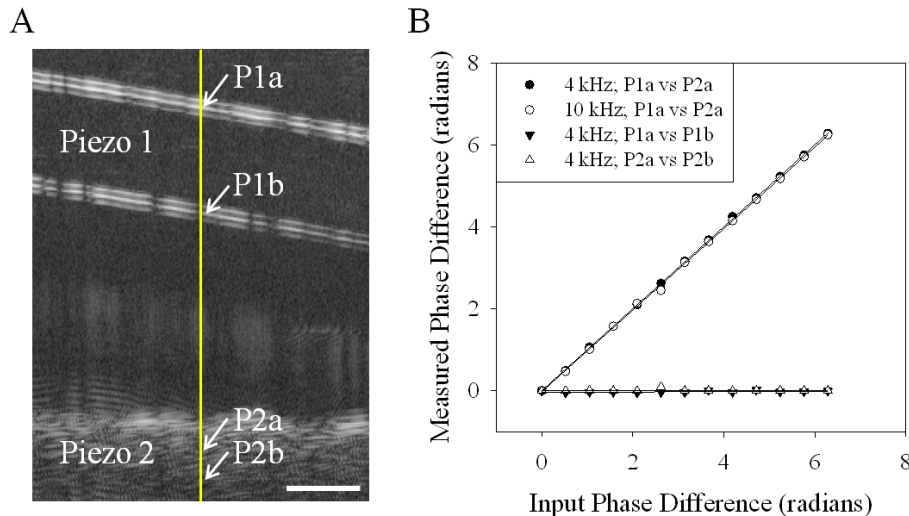 A
P1a
Piezo 1
P1b
P2a
Piezo 2
P2b
B
Measured Phase Difference (radians)
8
6
4
2
0
4 kHz; P1a vs P2a
10 kHz; P1a vs P2a
4 kHz; P1a vs P1b
4 kHz; P2a vs P2b
0
2
4
6
8
Input Phase Difference (radians)